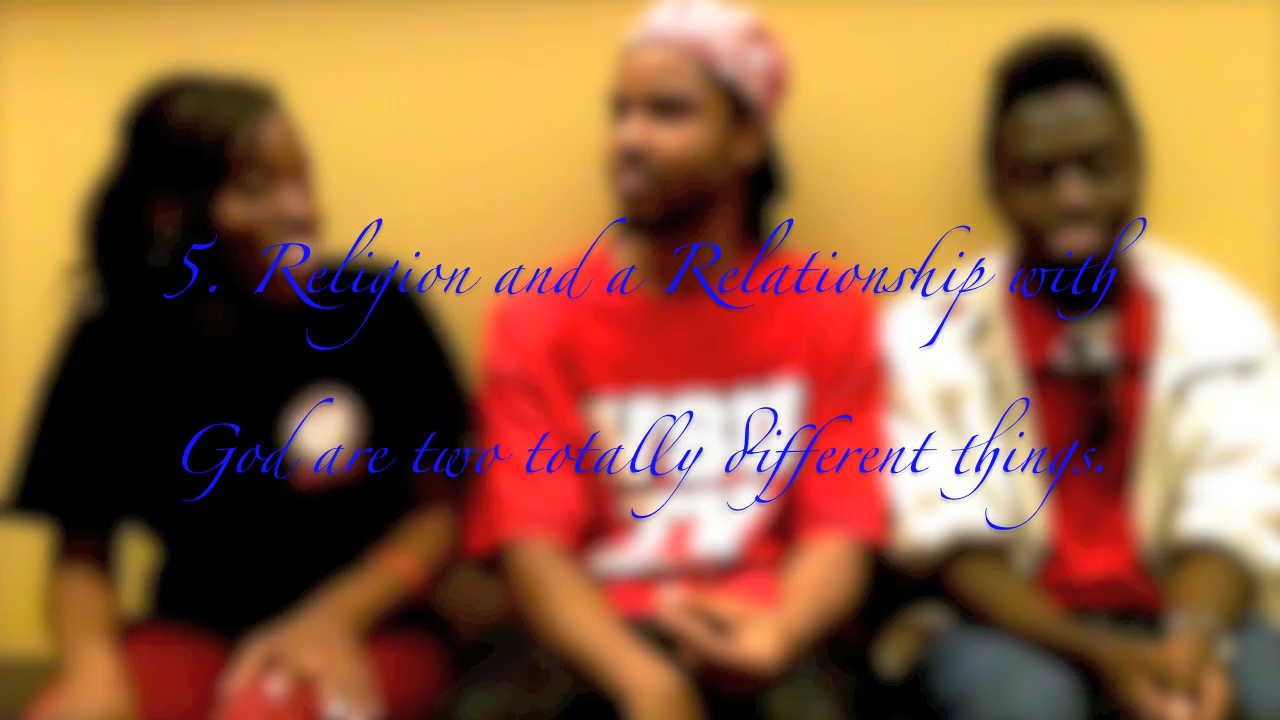 5. Religion and a Relationship with
God are two totally different things.